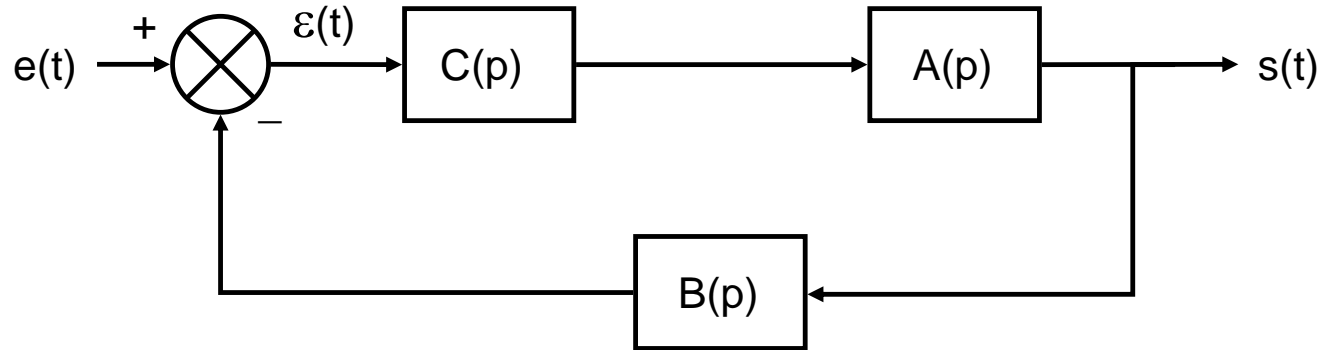 + ε(t)
e(t) C(p) A(p) s(t)
–
B(p)